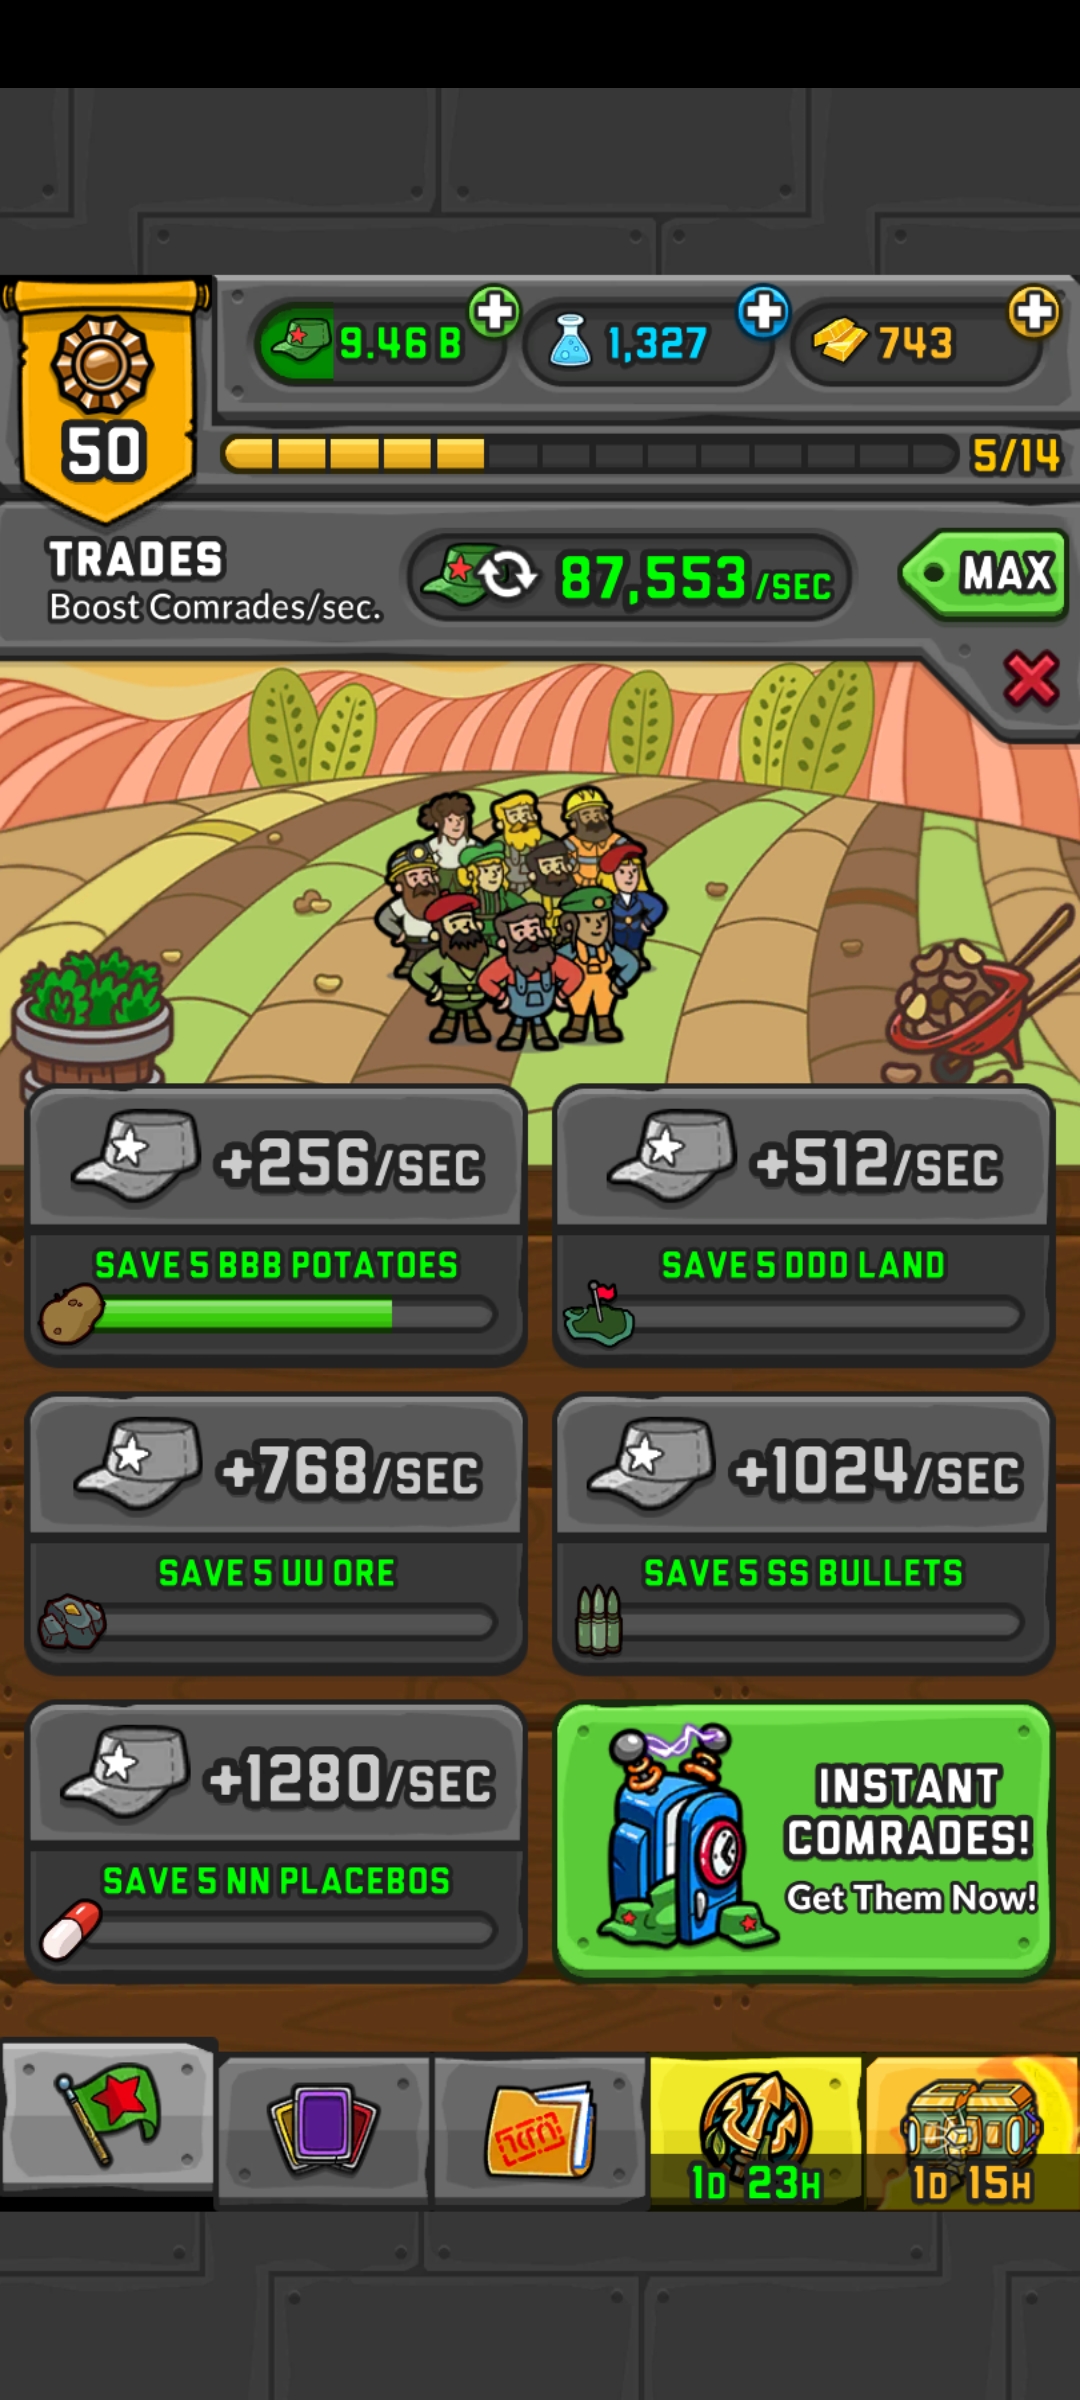 50
9.46 B
1,327
743
5/14
TRADES
Boost Comrades/sec.
87,553/SEC
MAX
+256/SEC
SAVE 5 BBB POTATOES
+512/SEC
SAVE 5 DDD LAND
+768/SEC
SAVE 5 UU ORE
+1024/SEC
SAVE 5 SS BULLETS
+1280/SEC
SAVE 5 NN PLACEBOS
INSTANT
COMRADES!
Get Them Now!
1D 23H
1D 15H